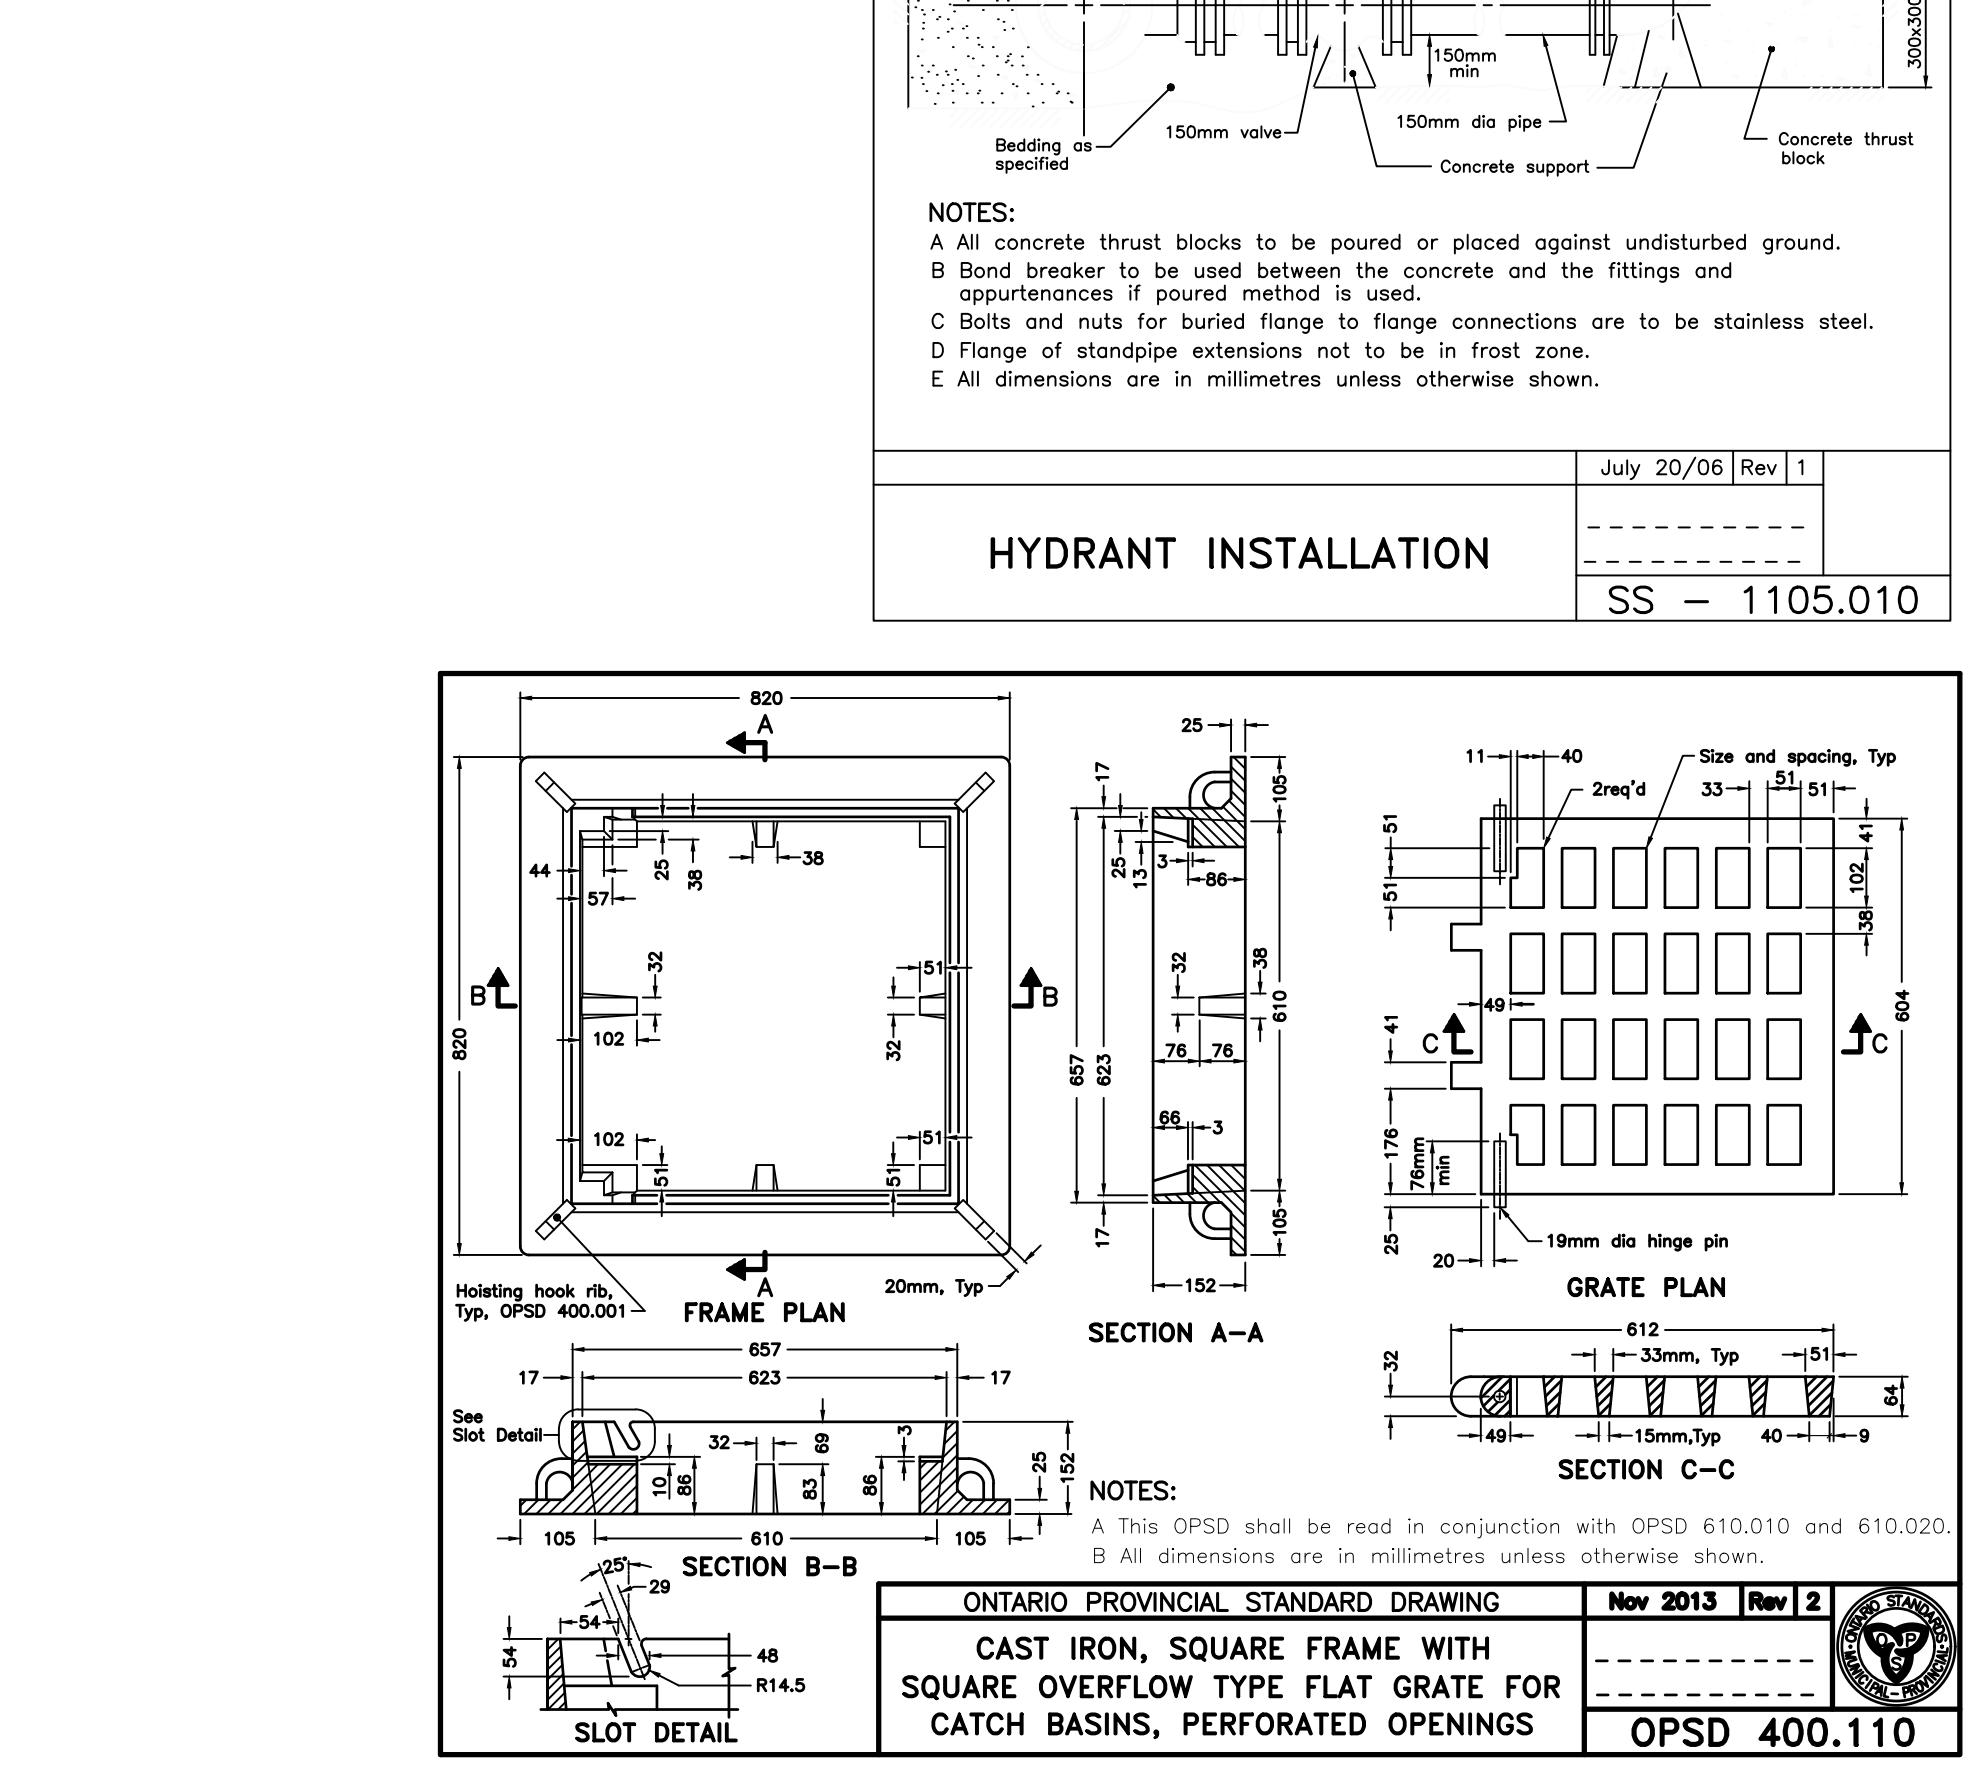 300x300
150mm
min
150mm valve
150mm dia pipe
Bedding as
specified
Concrete support
Concrete thrust
block
NOTES:
A All concrete thrust blocks to be poured or placed against undisturbed ground.
B Bond breaker to be used between the concrete and the fittings and
appurtenances if poured method is used.
C Bolts and nuts for buried flange to flange connections are to be stainless steel.
D Flange of standpipe extensions not to be in frost zone.
E All dimensions are in millimetres unless otherwise shown.
July 20/06 Rev 1
HYDRANT INSTALLATION
SS - 1105.010
820
A
820
44
57
25
38
38
B
32
51
B
102
32
102
51
51
51
Hoisting hook rib,
Typ, OPSD 400.001
A
20mm, Typ
FRAME PLAN
25
17
105
25
13
3
86
32
38
657
623
610
76
76
66
3
17
105
152
SECTION A-A
11
40
Size and spacing, Typ
2req'd
33
51
51
51
41
51
102
38
49
604
41
C
C
176
76mm
min
25
20
19mm dia hinge pin
GRATE PLAN
657
17
623
17
See
Slot Detail
32
69
3
10
86
83
86
25
152
105
610
105
SECTION B-B
612
32
33mm, Typ
51
64
49
15mm,Typ
40
9
SECTION C-C
NOTES:
A This OPSD shall be read in conjunction with OPSD 610.010 and 610.020.
B All dimensions are in millimetres unless otherwise shown.
25°
29
54
54
48
R14.5
SLOT DETAIL
ONTARIO PROVINCIAL STANDARD DRAWING
Nov 2013 Rev 2
CAST IRON, SQUARE FRAME WITH
SQUARE OVERFLOW TYPE FLAT GRATE FOR
CATCH BASINS, PERFORATED OPENINGS
ONTARIO STANDARDS
OPS
MUNICIPAL - PROVINCIAL
OPSD 400.110